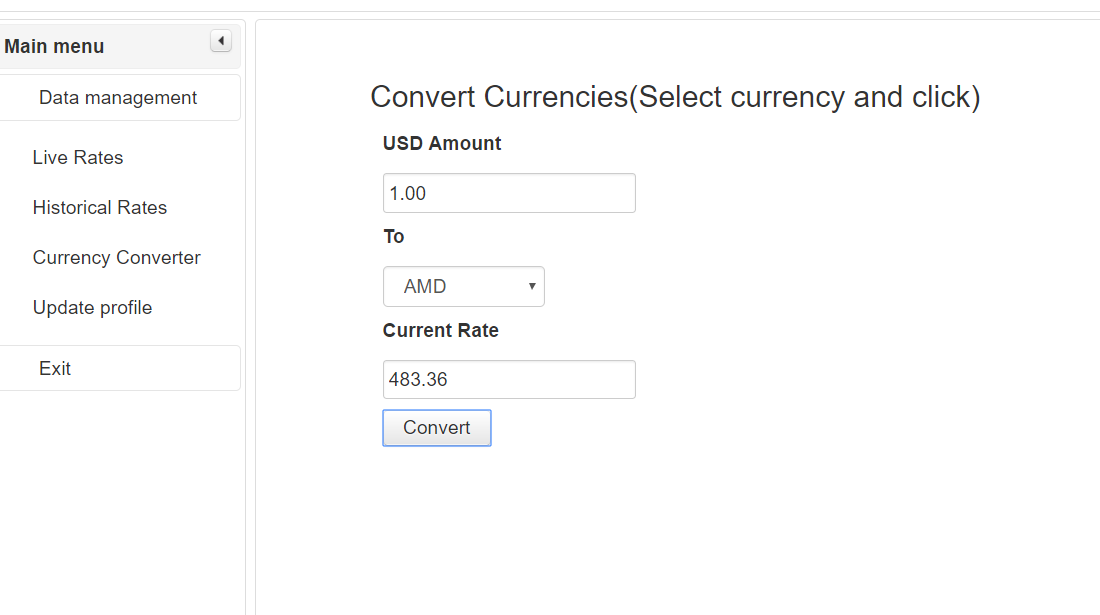 Main menu
Data management
Live Rates
Historical Rates
Currency Converter
Update profile
Exit
Convert Currencies(Select currency and click)
USD Amount
1.00
To
AMD
Current Rate
483.36
Convert